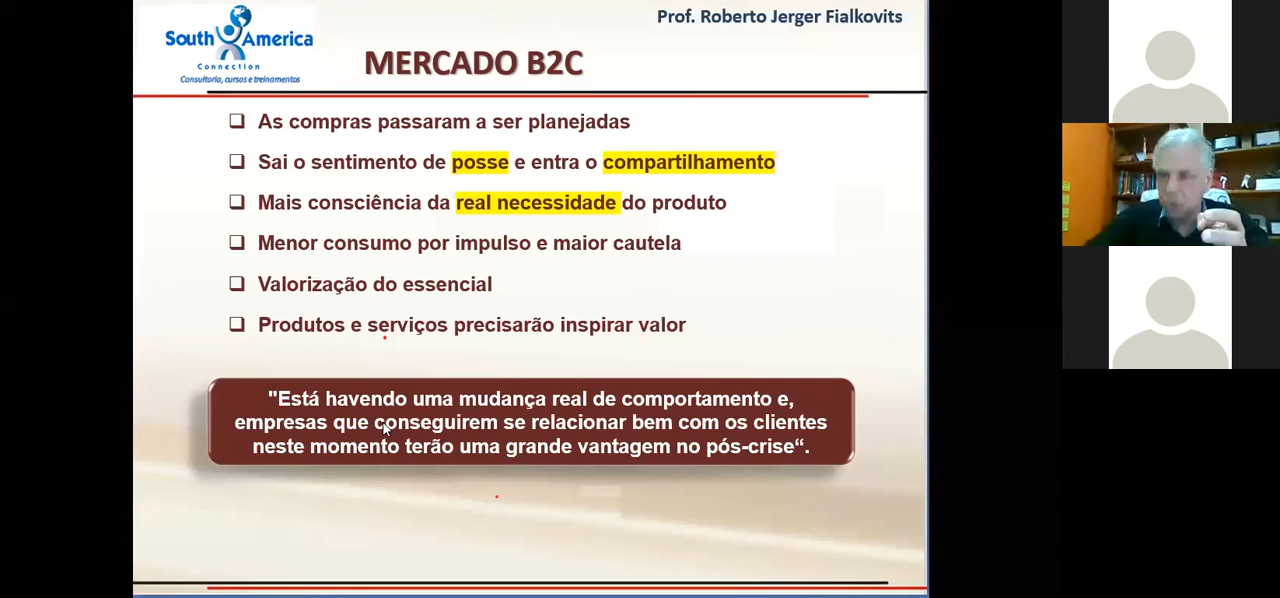 Prof. Roberto Jerger Fialkovits
South America
Connection
Consultoria, cursos e treinamentos
MERCADO B2C
As compras passaram a ser planejadas
Sai o sentimento de posse e entra o compartilhamento
Mais consciência da real necessidade do produto
Menor consumo por impulso e maior cautela
Valorização do essencial
Produtos e serviços precisarão inspirar valor
"Está havendo uma mudança real de comportamento e,
empresas que conseguirem se relacionar bem com os clientes
neste momento terão uma grande vantagem no pós-crise“.